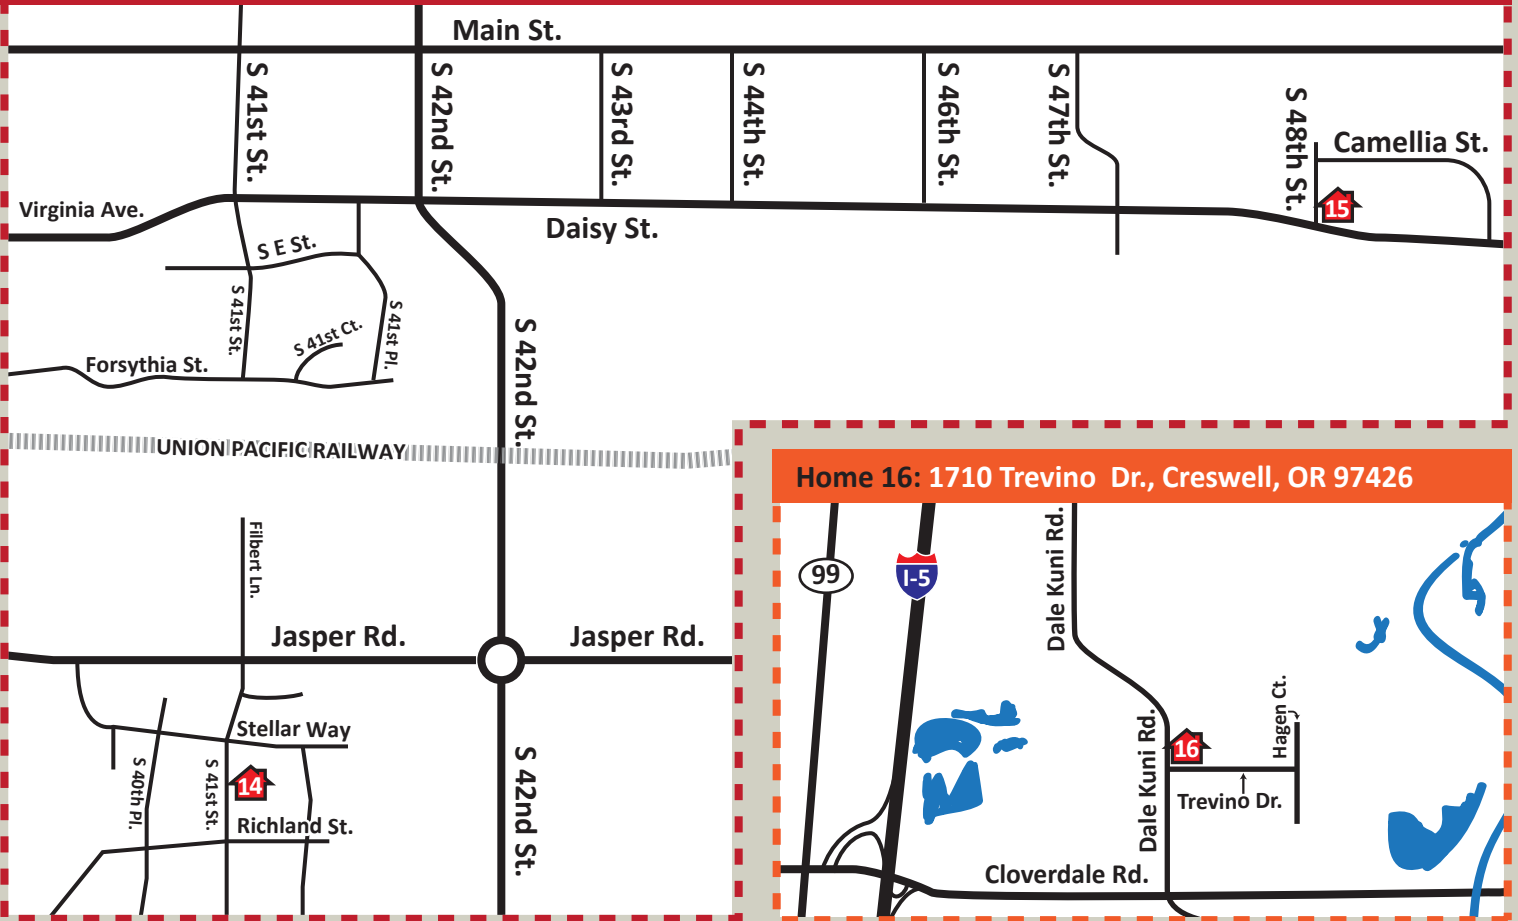 Main St.
S 41st St.
S 42nd St.
S 43rd St.
S 44th St.
S 46th St.
S 47th St.
S 48th St.
Camellia St.
15
Virginia Ave.
Daisy St.
S E St.
S 41st St.
S 41st Ct.
S 41st Pl.
Forsythia St.
S 42nd St.
UNION PACIFIC RAILWAY
Filbert Ln.
Jasper Rd.
Jasper Rd.
Stellar Way
S 40th Pl.
S 41st St.
14
Richland St.
S 42nd St.
Home 16: 1710 Trevino Dr., Creswell, OR 97426
99
I-5
Dale Kuni Rd.
Dale Kuni Rd.
16
Hagen Ct.
Trevino Dr.
Cloverdale Rd.